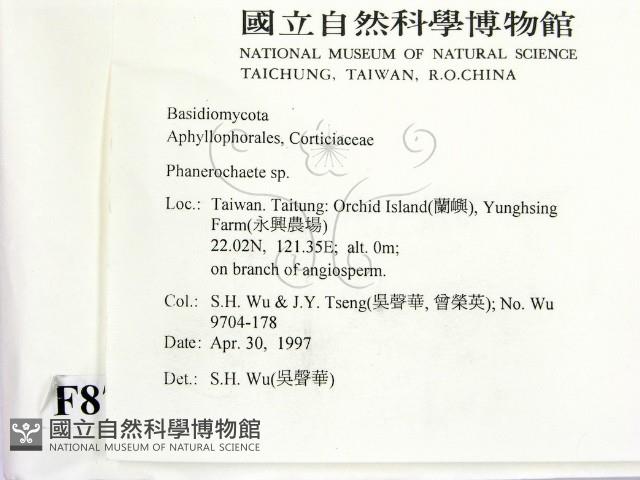 國立自然科學博物館
NATIONAL MUSEUM OF NATURAL SCIENCE
TAICHUNG, TAIWAN, R.O.CHINA
Basidiomycota
Aphyllophorales, Corticiaceae
Phanerochaete sp.
Loc.: Taiwan. Taitung: Orchid Island(蘭嶼), Yunghsing
Farm(永興農場)
22.02N, 121.35E; alt. 0m;
on branch of angiosperm.
Col.: S.H. Wu & J.Y. Tseng(吳聲華, 曾榮英); No. Wu
9704-178
Date: Apr. 30, 1997
Det.: S.H. Wu(吳聲華)
國立自然科學博物館
NATIONAL MUSEUM OF NATURAL SCIENCE